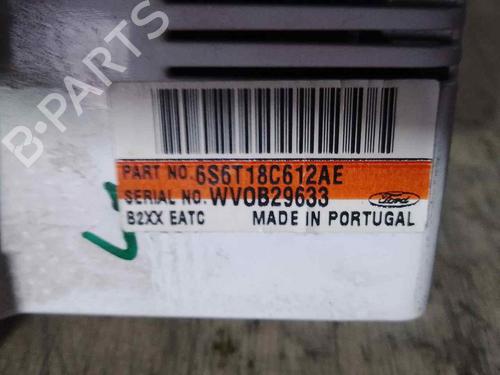 B-PARTS
PART NO. 6S6T18C612AE
SERIAL NO. WV0B29633
Ford
B2XX EATC MADE IN PORTUGAL